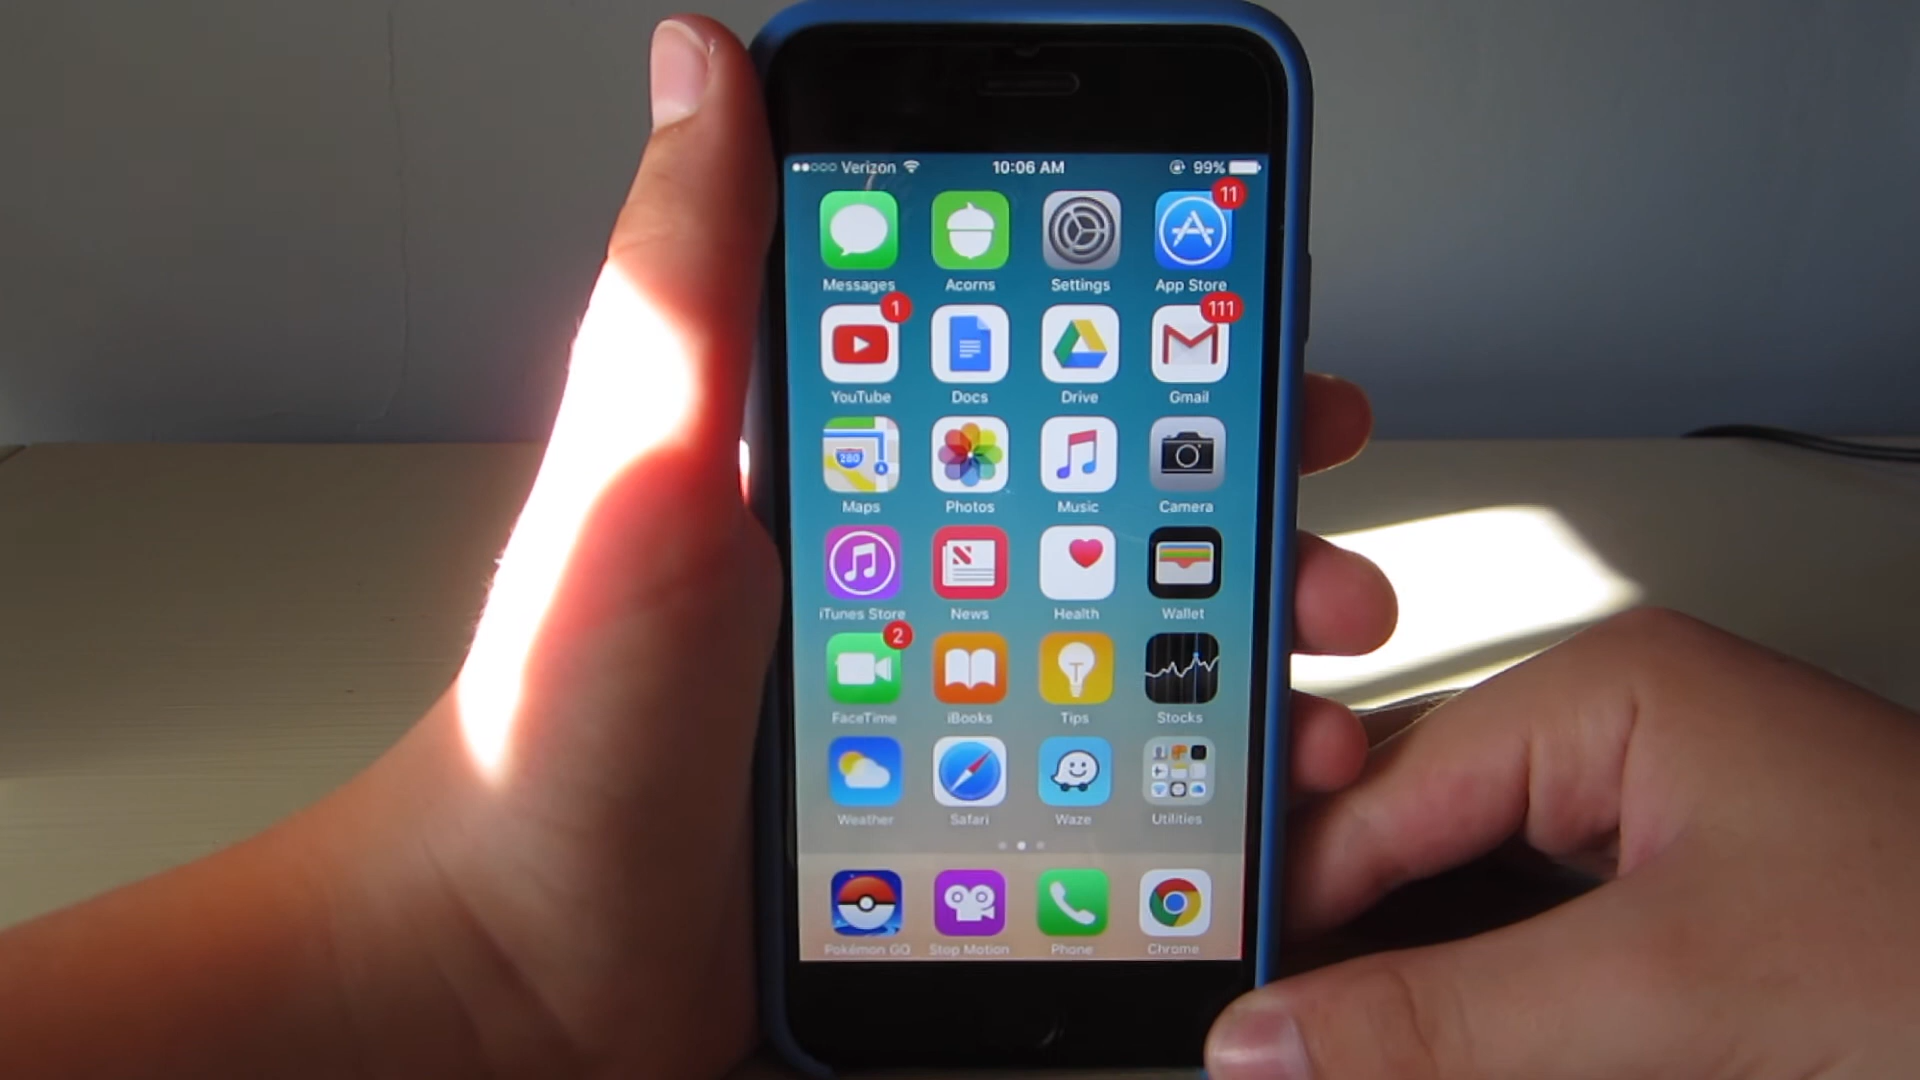 Verizon 10:06 AM 99%
11
Messages Acorns Settings App Store
1 111
YouTube Docs Drive Gmail
280
Maps Photos Music Camera
iTunes Store News Health Wallet
2
FaceTime iBooks Tips Stocks
Weather Safari Waze Utilities
Pokémon GO Stop Motion Phone Chrome